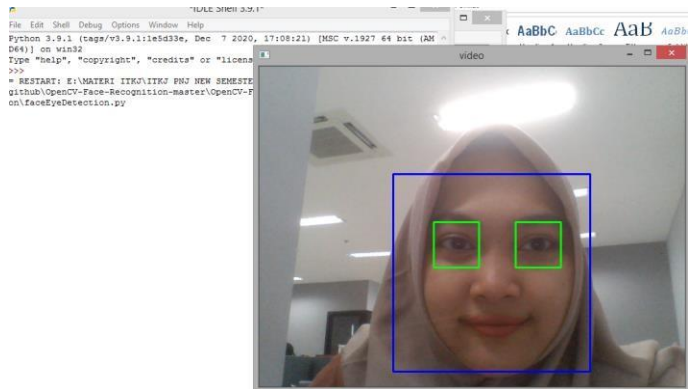 *IDLE Shell 3.9.1*
File Edit Shell Debug Options Window Help
Python 3.9.1 (tags/v3.9.1:1e5d33e, Dec 7 2020, 17:08:21) [MSC v.1927 64 bit (AM
D64)] on win32
Type "help", "copyright", "credits" or "licens
>>>
= RESTART: E:\MATERI ITKJ\ITKJ PNJ NEW SEMESTE
github\OpenCV-Face-Recognition-master\OpenCV-F
on\faceEyeDetection.py
AaBbC AaBbCc AaB AaBb
video